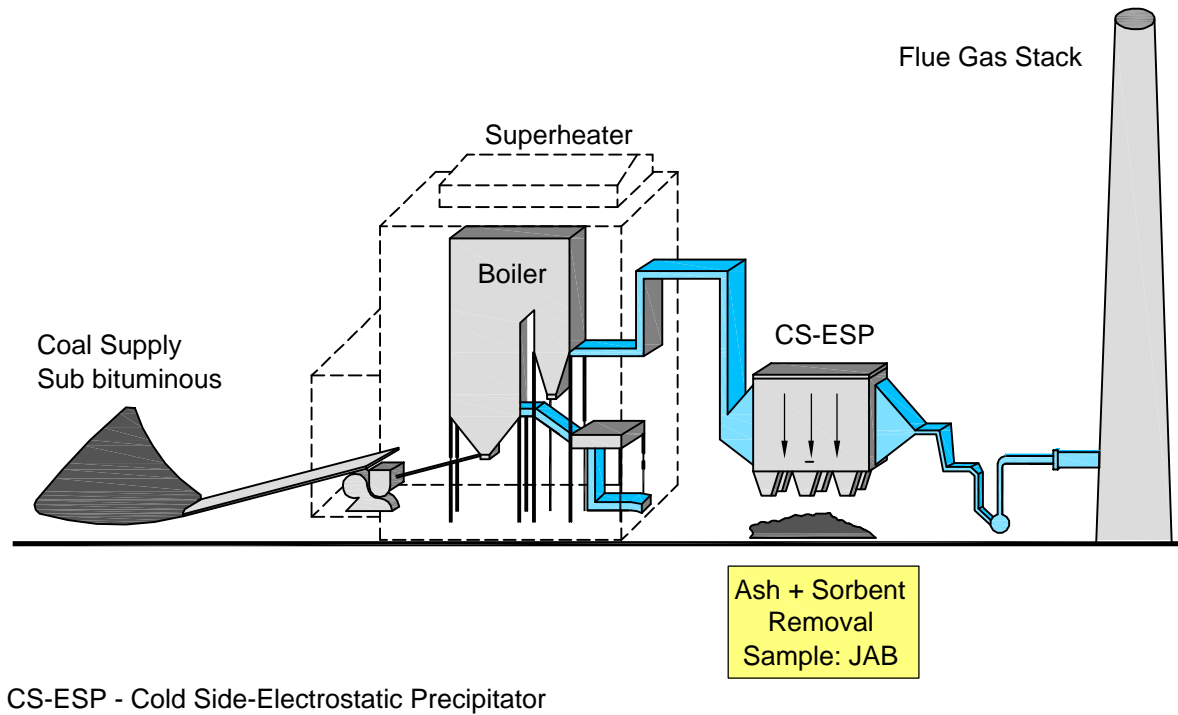 Flue Gas Stack
Superheater
Boiler
CS-ESP
Coal Supply
Sub bituminous
Ash + Sorbent
Removal
Sample: JAB
CS-ESP - Cold Side-Electrostatic Precipitator